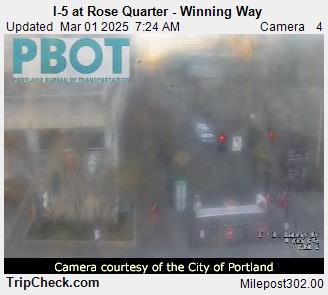 I-5 at Rose Quarter - Winning Way
Updated Mar 01 2025 7:24 AM Camera 4
PBOT
PORTLAND BUREAU OF TRANSPORTATION
Camera courtesy of the City of Portland
TripCheck.com Milepost302.00